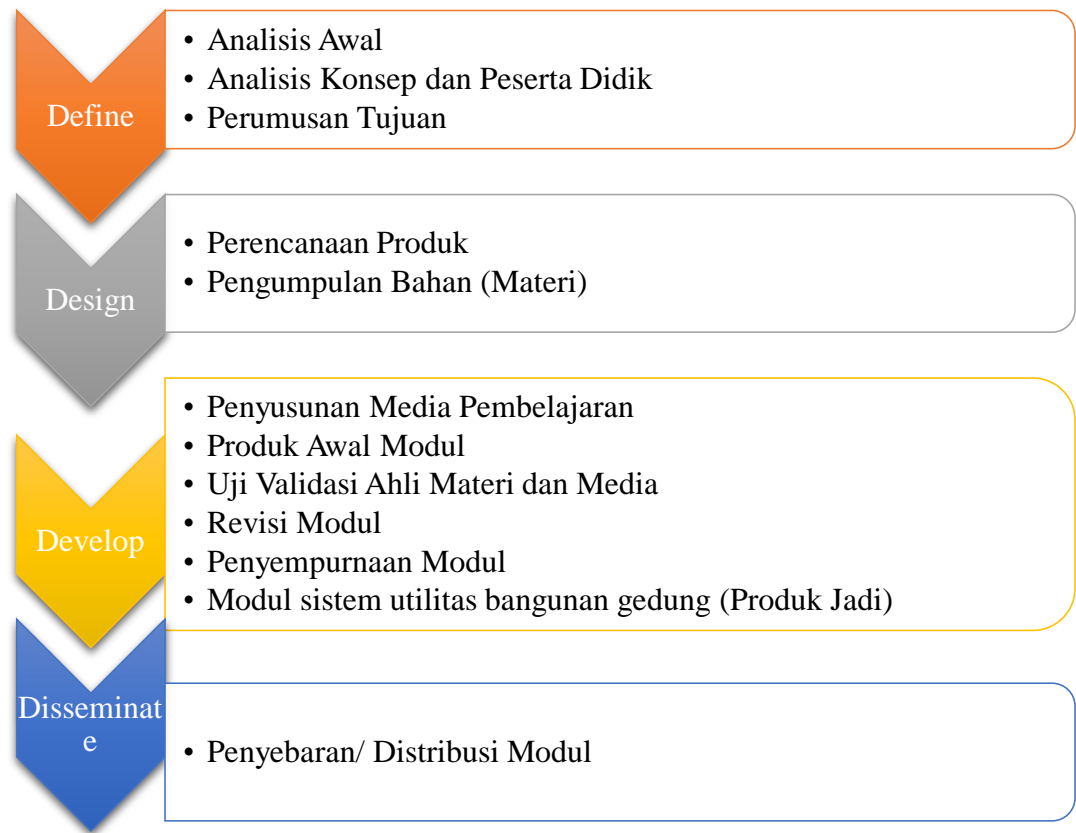 Define
• Analisis Awal
• Analisis Konsep dan Peserta Didik
• Perumusan Tujuan
Design
• Perencanaan Produk
• Pengumpulan Bahan (Materi)
Develop
• Penyusunan Media Pembelajaran
• Produk Awal Modul
• Uji Validasi Ahli Materi dan Media
• Revisi Modul
• Penyempurnaan Modul
• Modul sistem utilitas bangunan gedung (Produk Jadi)
Disseminat
e
• Penyebaran/ Distribusi Modul